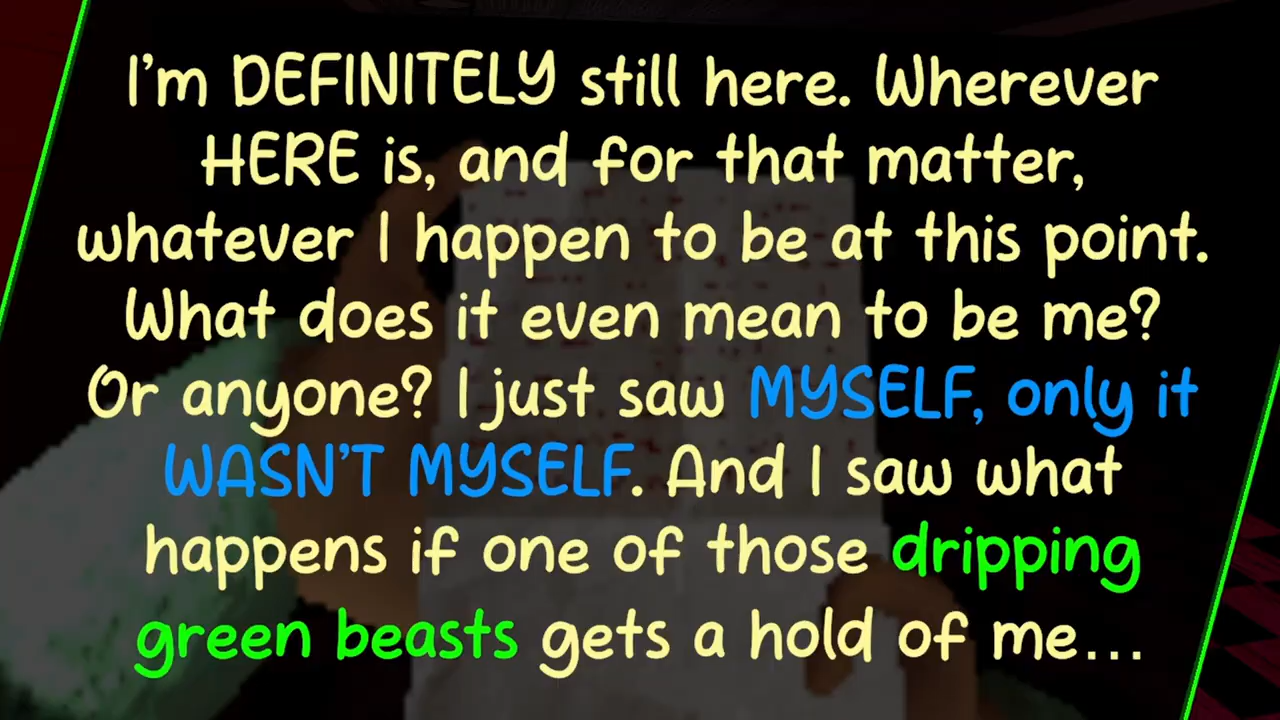 I'm DEFINITELY still here. Wherever
HERE is, and for that matter,
whatever I happen to be at this point.
What does it even mean to be me?
Or anyone? I just saw MYSELF, only it
WASN'T MYSELF. And I saw what
happens if one of those dripping
green beasts gets a hold of me...